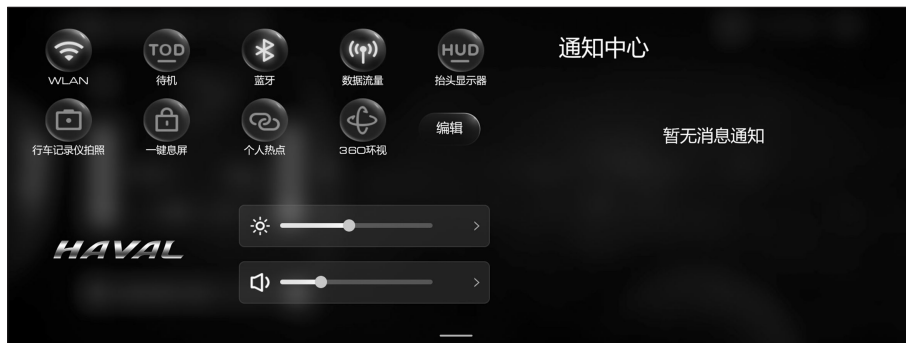 TOD
HUD
通知中心
WLAN
待机
蓝牙
数据流量
抬头显示器
编辑
暂无消息通知
行车记录仪拍照
一键息屏
个人热点
360环视
HAVAL